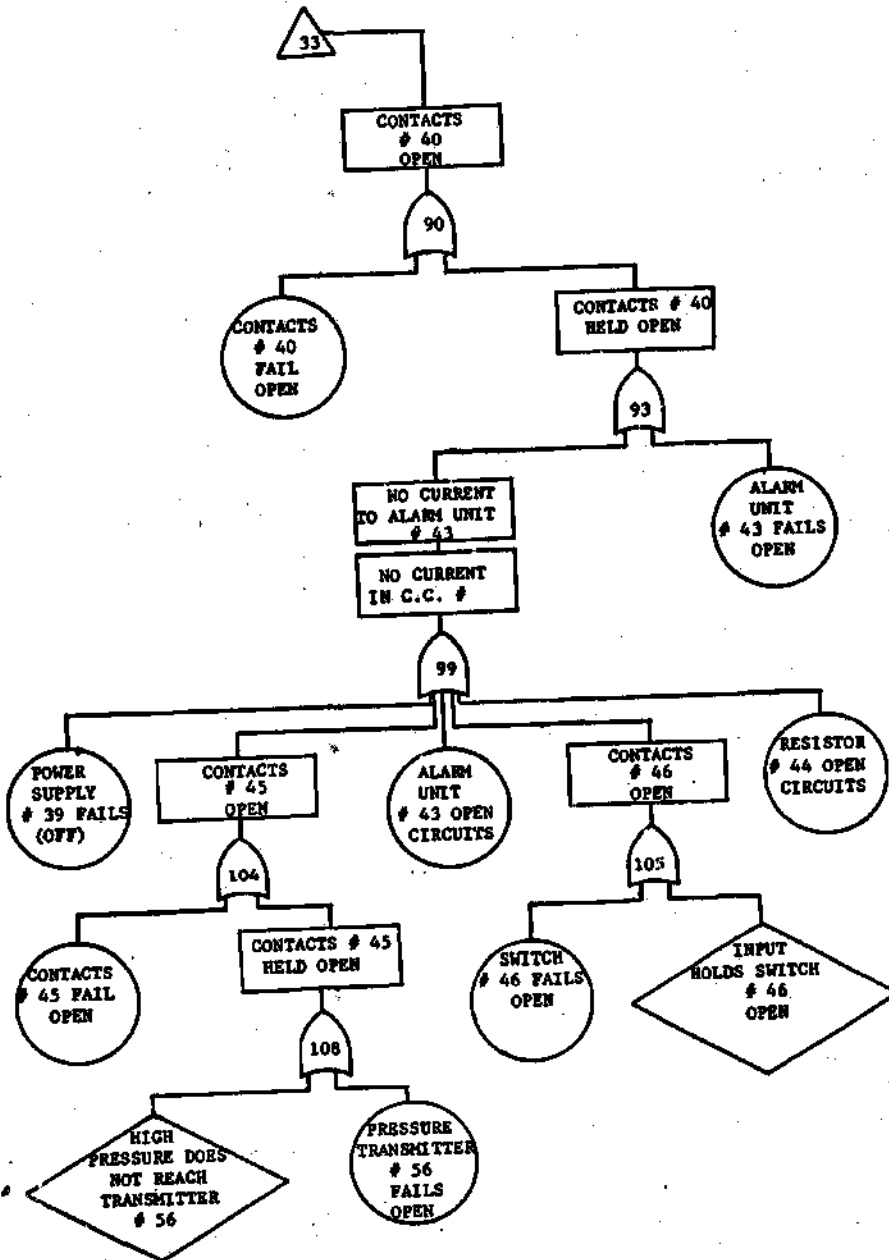 33
CONTACTS
# 40
OPEN
90
CONTACTS
# 40
FAIL
OPEN
CONTACTS # 40
HELD OPEN
93
NO CURRENT
TO ALARM UNIT
# 43
ALARM
UNIT
# 43 FAILS
OPEN
NO CURRENT
IN C.C. #
99
POWER
SUPPLY
# 39 FAILS
(OFF)
CONTACTS
# 45
OPEN
ALARM
UNIT
# 43 OPEN
CIRCUITS
CONTACTS
# 46
OPEN
RESISTOR
# 44 OPEN
CIRCUITS
104
105
CONTACTS
# 45 FAIL
OPEN
CONTACTS # 45
HELD OPEN
SWITCH
# 46 FAILS
OPEN
INPUT
HOLDS SWITCH
# 46
OPEN
108
HIGH
PRESSURE DOES
NOT REACH
TRANSMITTER
# 56
PRESSURE
TRANSMITTER
# 56
FAILS
OPEN